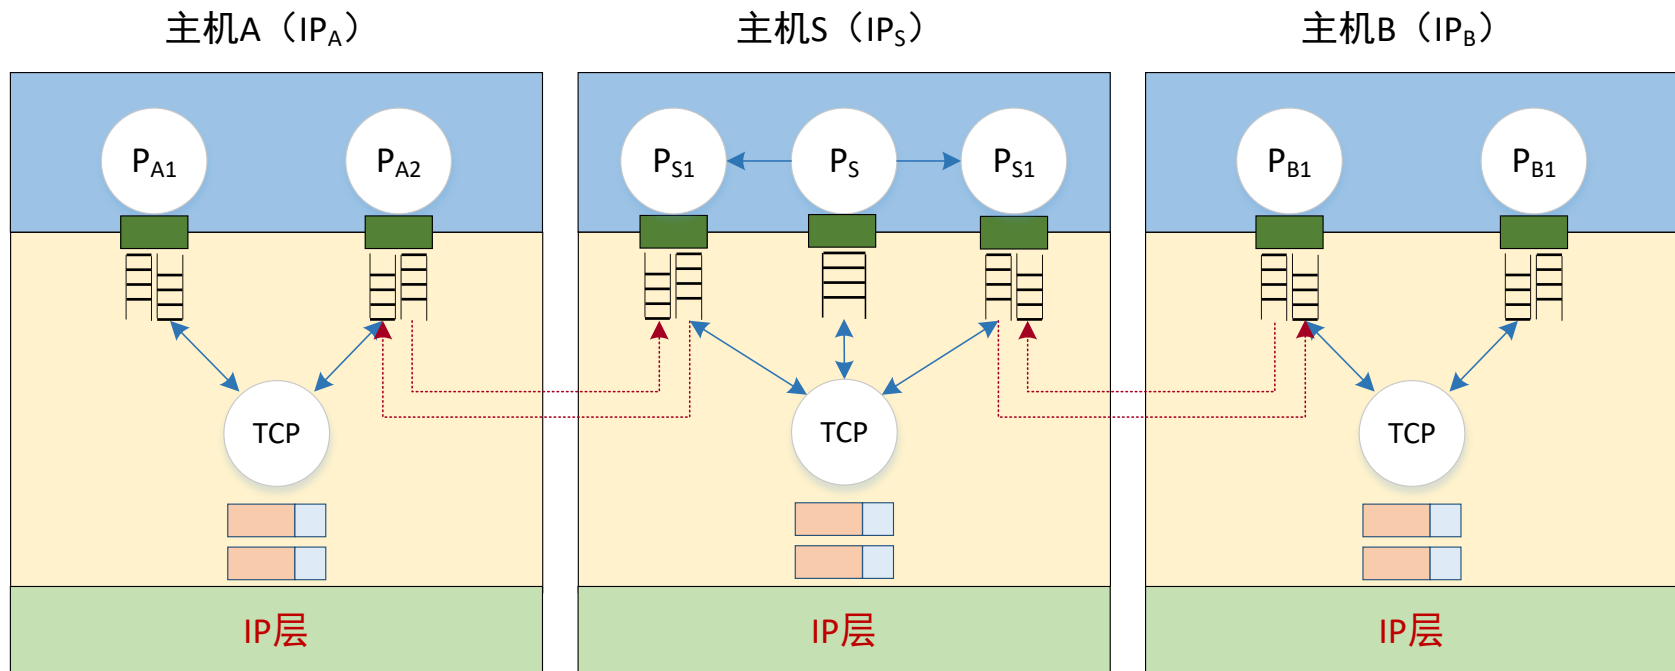 主机A（IPA）
主机S（IPS）
主机B（IPB）
PA1
PA2
PS1
PS
PS1
PB1
PB1
TCP
TCP
TCP
IP层
IP层
IP层